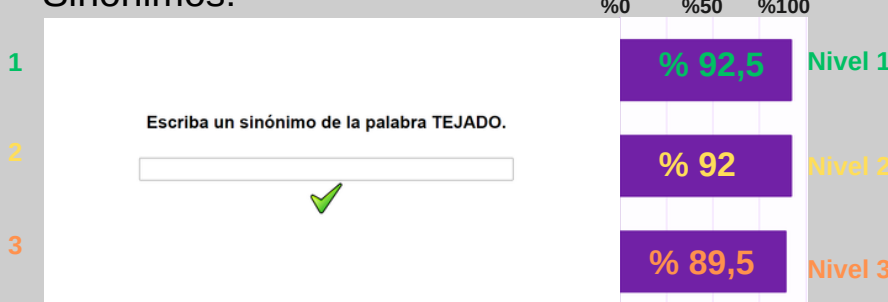 Sinónimos:
%0 %50 %100
1
% 92,5
Nivel 1
Escriba un sinónimo de la palabra TEJADO.
2
% 92
Nivel 2
3
% 89,5
Nivel 3